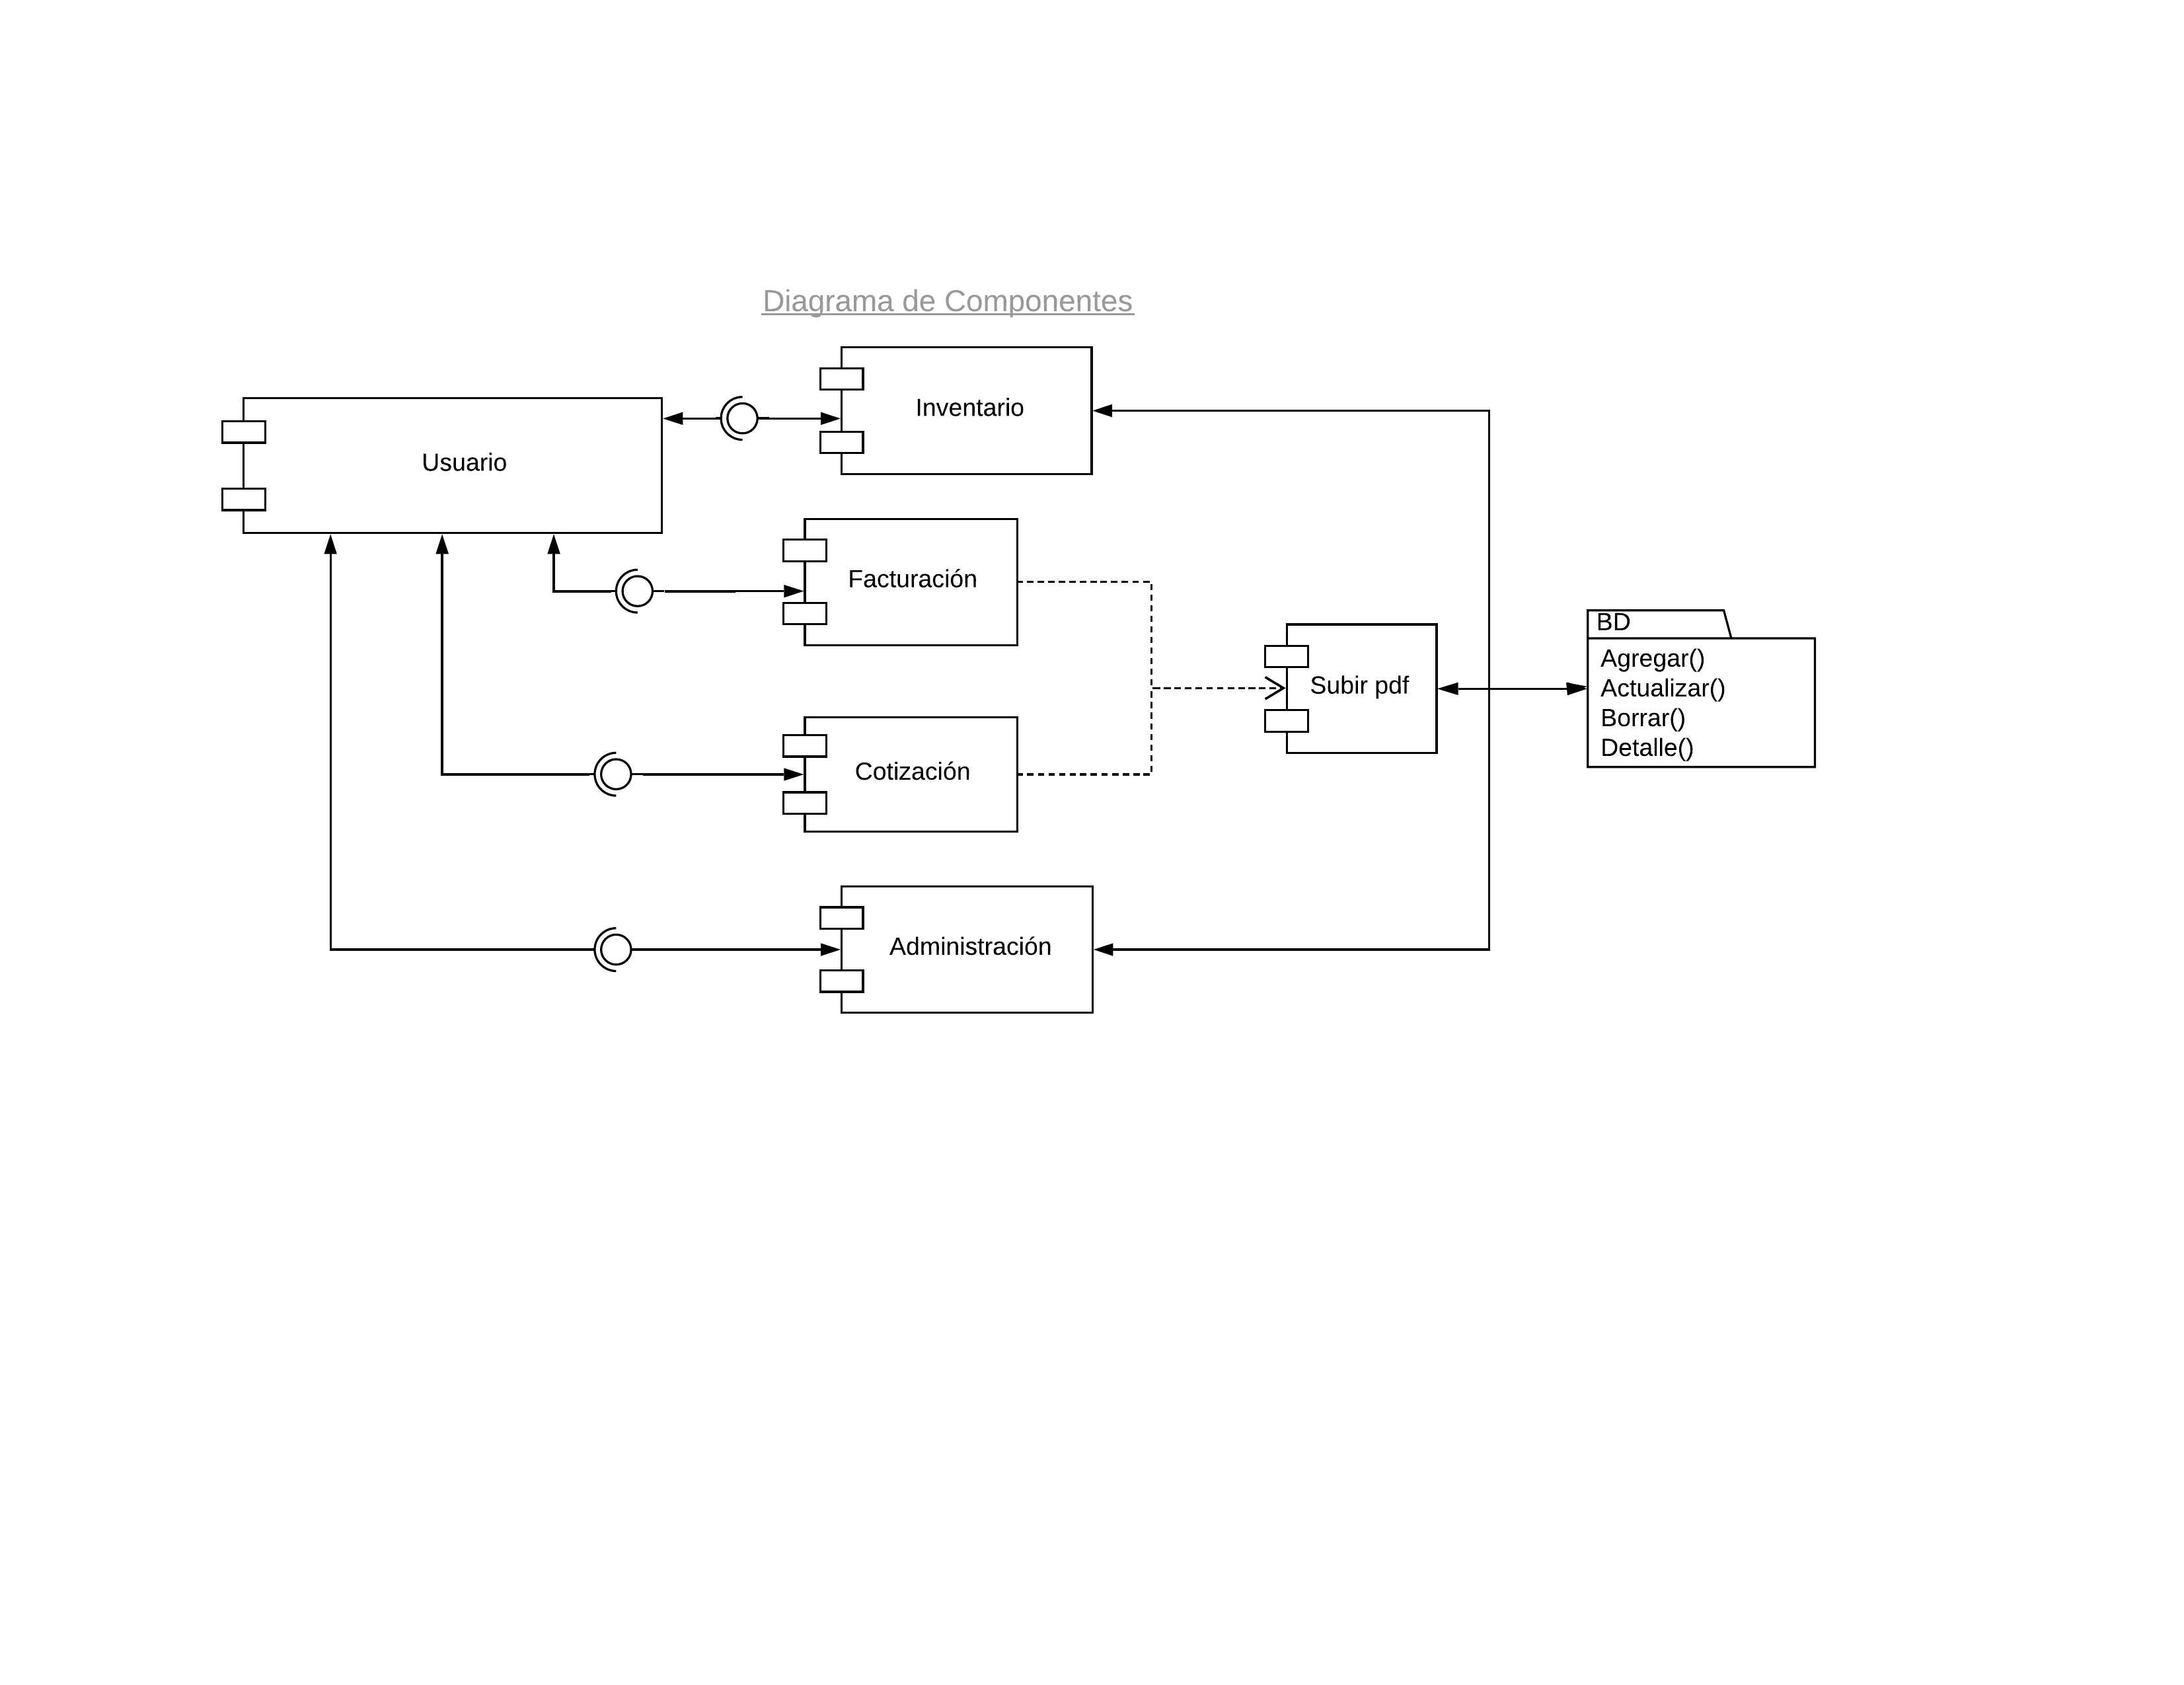 Diagrama de Componentes
Usuario
Inventario
Facturación
Cotización
Administración
Subir pdf
BD
Agregar()
Actualizar()
Borrar()
Detalle()